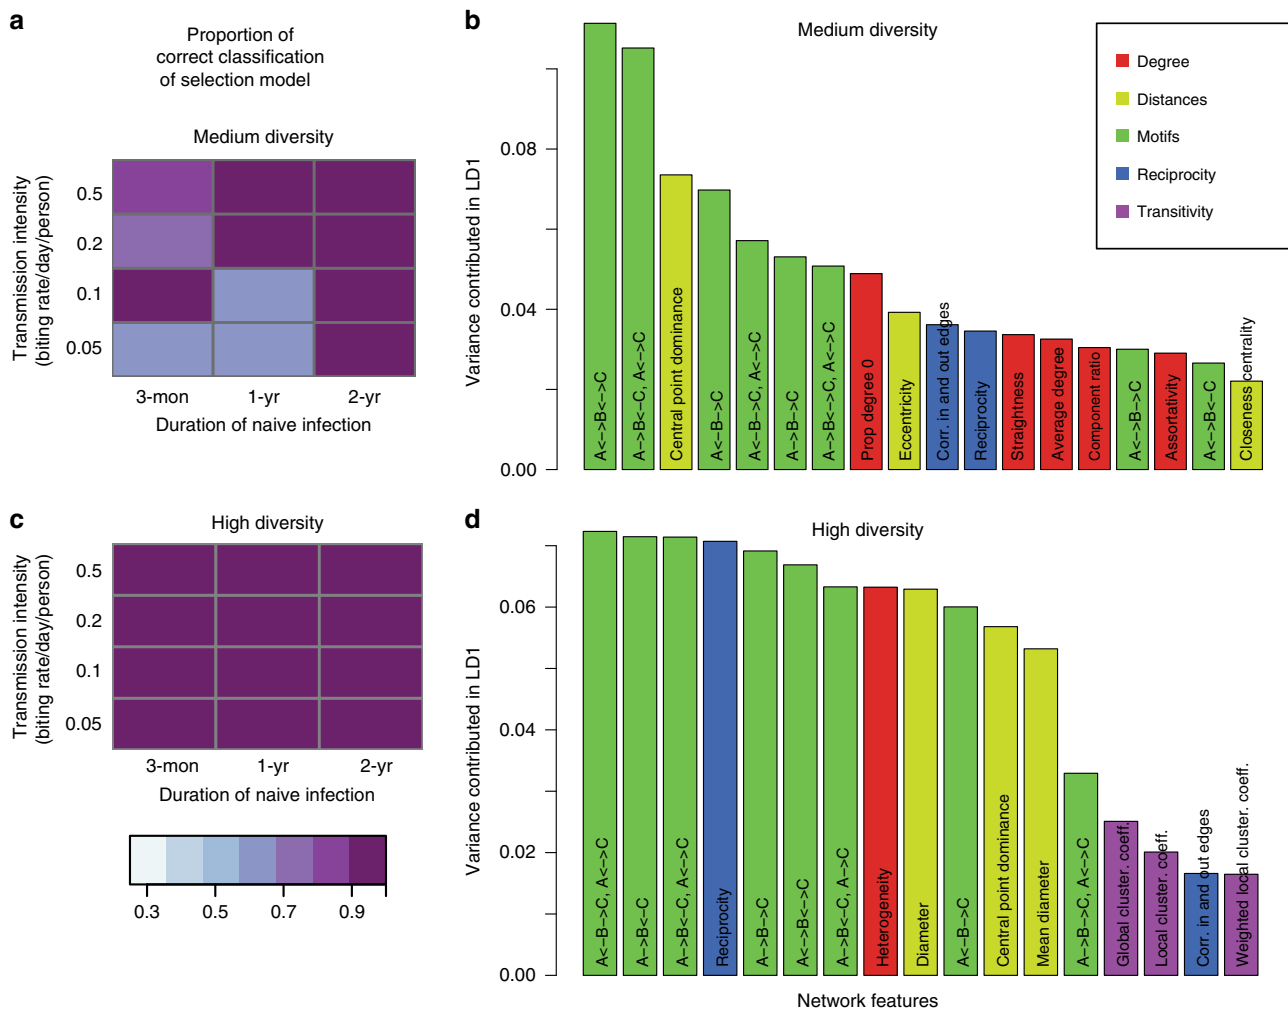 a
Proportion of
correct classification
of selection model
Medium diversity
Transmission intensity
(biting rate/day/person)
0.5
0.2
0.1
0.05
3-mon 1-yr 2-yr
Duration of naive infection
b
Medium diversity
Variance contributed in LD1
0.08
0.04
0.00
A<->B<->C
A->B<-C, A<->C
Central point dominance
A<-B->C
A<-B->C, A<->C
A->B->C
A->B<->C, A<->C
Prop degree 0
Eccentricity
Corr. in and out edges
Reciprocity
Straightness
Average degree
Component ratio
A<->B->C
Assortativity
A<->B<-C
Closeness centrality
Degree
Distances
Motifs
Reciprocity
Transitivity
c
High diversity
Transmission intensity
(biting rate/day/person)
0.5
0.2
0.1
0.05
3-mon 1-yr 2-yr
Duration of naive infection
0.3 0.5 0.7 0.9
d
High diversity
Variance contributed in LD1
0.06
0.04
0.02
0.00
A<-B->C, A<->C
A->B<-C
A->B<-C, A<->C
Reciprocity
A->B->C
A<->B<->C
A->B<-C, A->C
Heterogeneity
Diameter
A<-B->C
Central point dominance
Mean diameter
A->B->C, A<->C
Global cluster. coeff.
Local cluster. coeff.
Corr. in and out edges
Weighted local cluster. coeff.
Network features